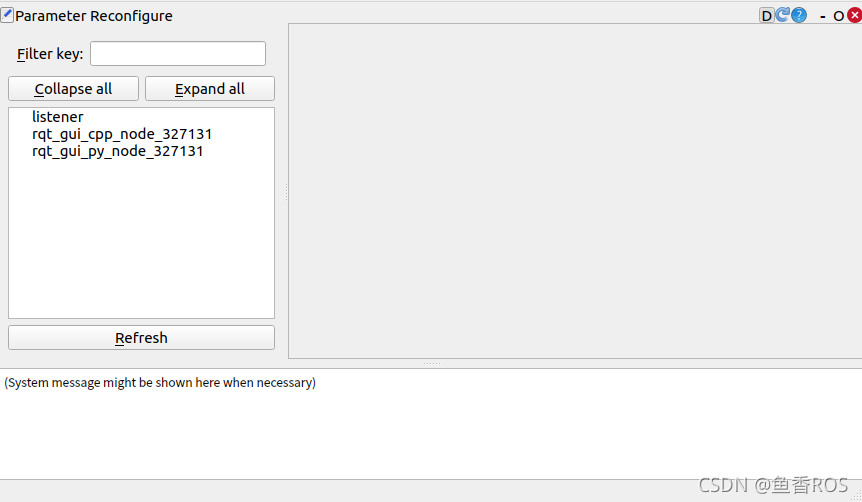 Parameter Reconfigure
D ? - O
Filter key:
Collapse all Expand all
listener
rqt_gui_cpp_node_327131
rqt_gui_py_node_327131
Refresh
(System message might be shown here when necessary)
CSDN @鱼香ROS